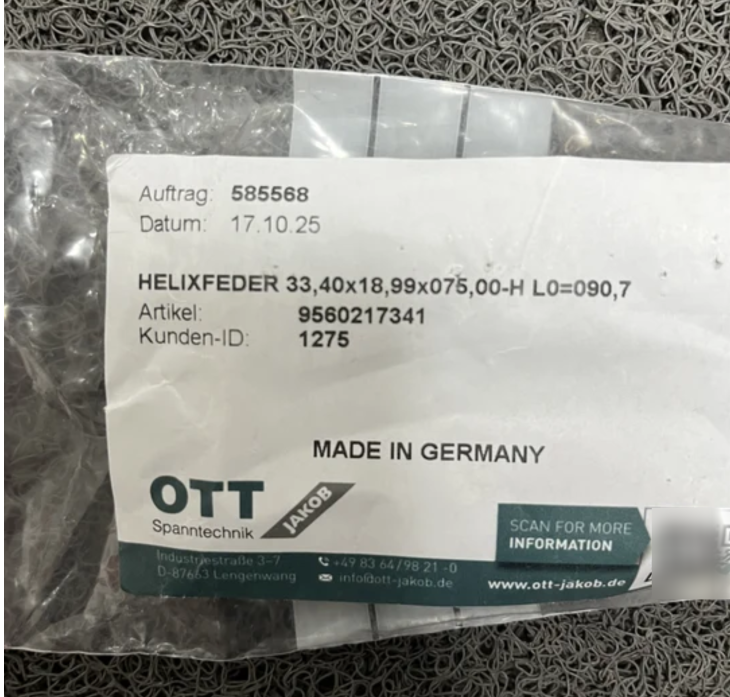 Auftrag: 585568
Datum: 17.10.25
HELIXFEDER 33,40x18,99x075,00-H L0=090,7
Artikel: 9560217341
Kunden-ID: 1275
MADE IN GERMANY
OTT
JAKOB
Spanntechnik
SCAN FOR MORE
INFORMATION
Industriestraße 3-7
D-87663 Lengenwang
+49 83 64/98 21 -0
info@ott-jakob.de
www.ott-jakob.de